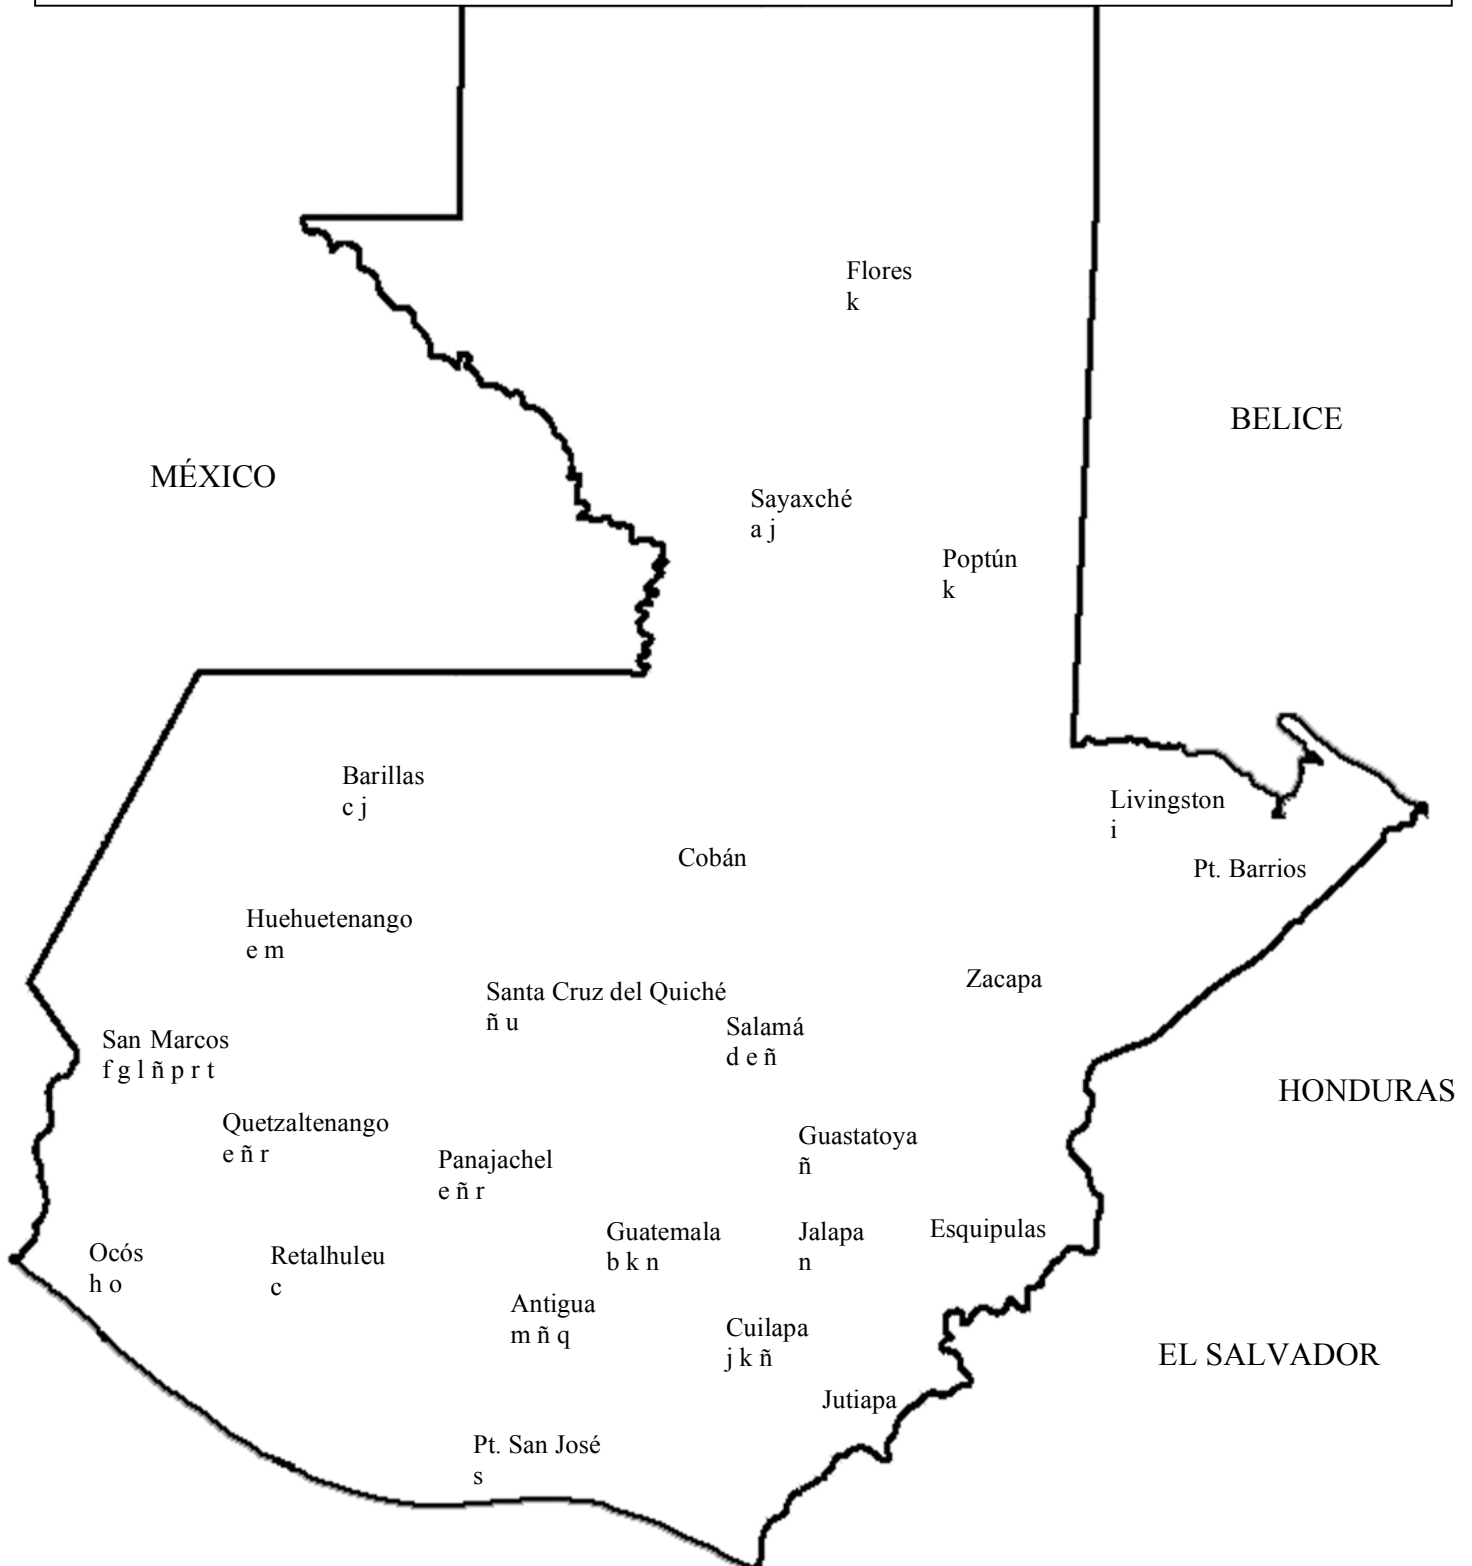 Flores
k
BELICE
MÉXICO
Sayaxché
a j
Poptún
k
Barillas
c j
Livingston
i
Cobán
Pt. Barrios
Huehuetenango
e m
Zacapa
Santa Cruz del Quiché
ñ u
Salamá
d e ñ
San Marcos
f g l ñ p r t
HONDURAS
Quetzaltenango
e ñ r
Guastatoya
ñ
Panajachel
e ñ r
Guatemala
b k n
Jalapa
n
Esquipulas
Ocós
h o
Retalhuleu
c
Antigua
m ñ q
Cuilapa
j k ñ
EL SALVADOR
Jutiapa
Pt. San José
s